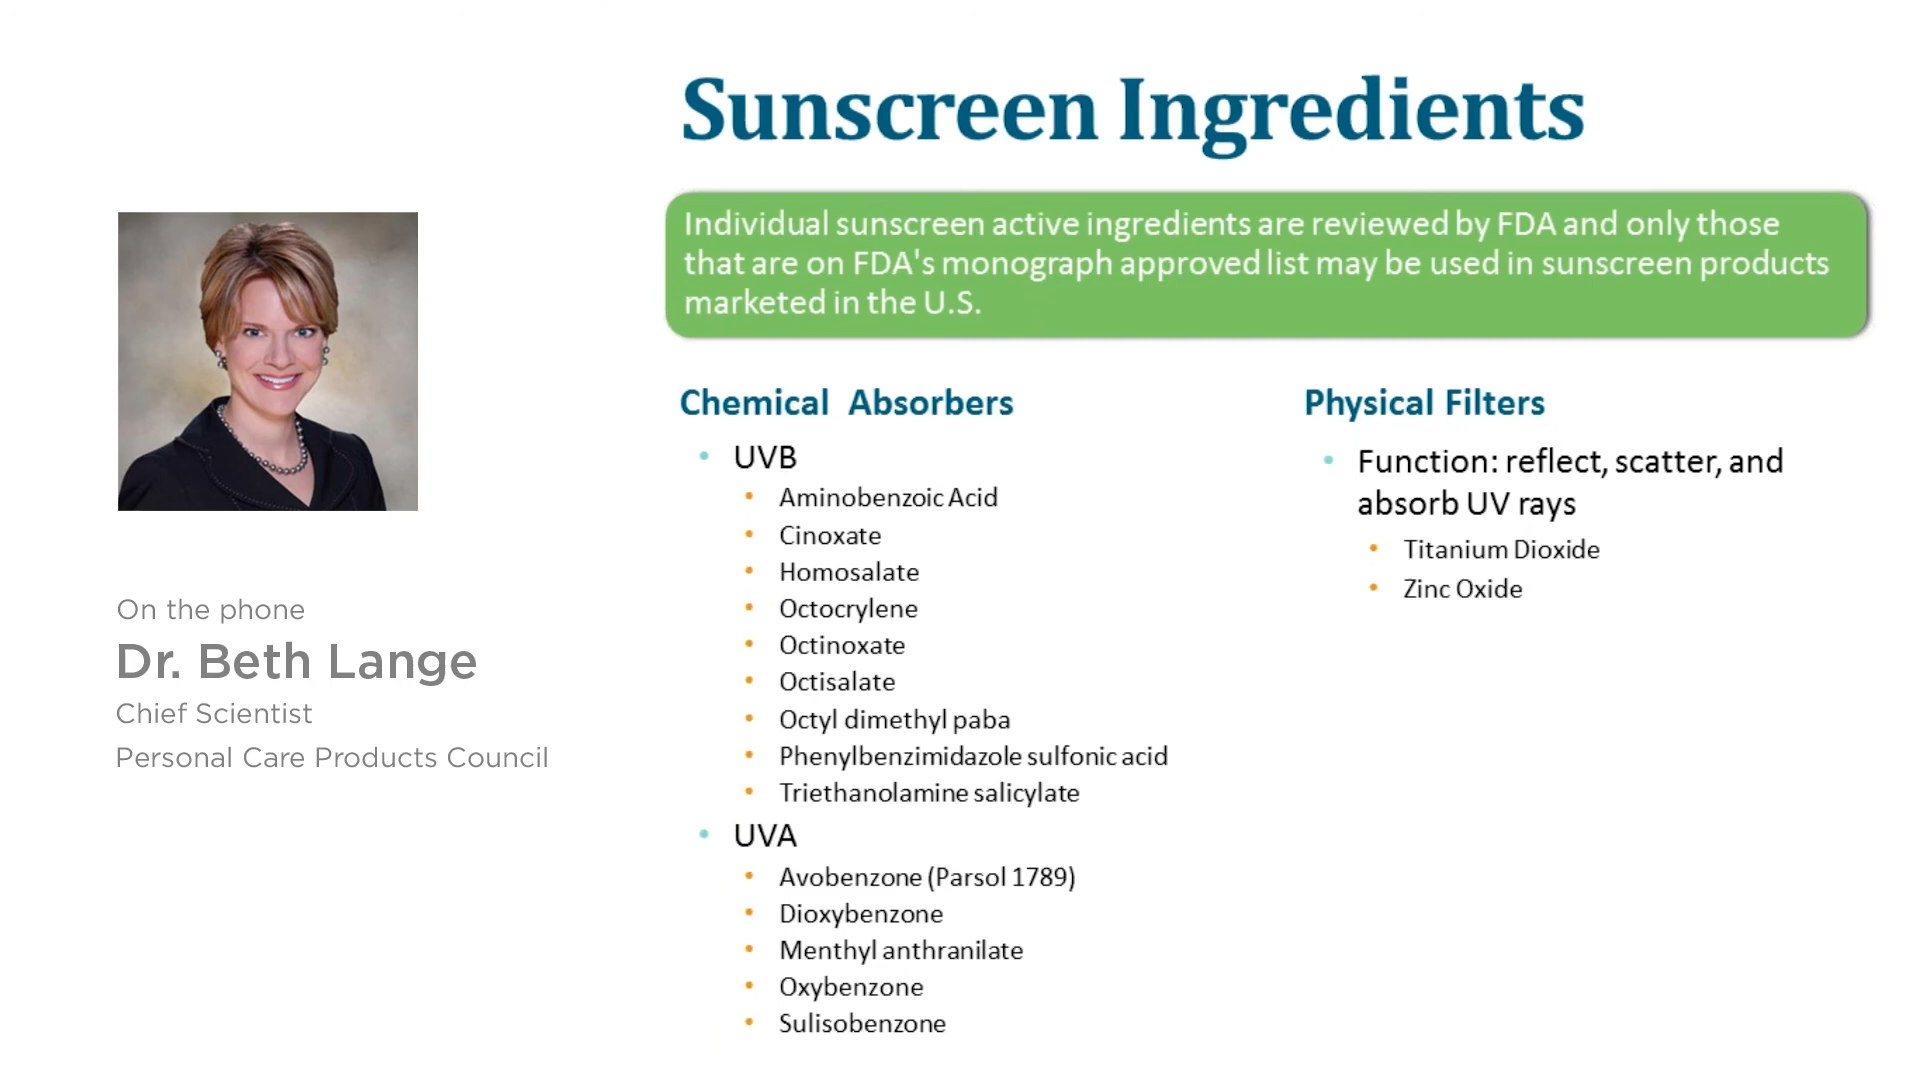 Sunscreen Ingredients
Individual sunscreen active ingredients are reviewed by FDA and only those
that are on FDA's monograph approved list may be used in sunscreen products
marketed in the U.S.
On the phone
Dr. Beth Lange
Chief Scientist
Personal Care Products Council
Chemical Absorbers
• UVB
• Aminobenzoic Acid
• Cinoxate
• Homosalate
• Octocrylene
• Octinoxate
• Octisalate
• Octyl dimethyl paba
• Phenylbenzimidazole sulfonic acid
• Triethanolamine salicylate
• UVA
• Avobenzone (Parsol 1789)
• Dioxybenzone
• Menthyl anthranilate
• Oxybenzone
• Sulisobenzone
Physical Filters
• Function: reflect, scatter, and
absorb UV rays
• Titanium Dioxide
• Zinc Oxide